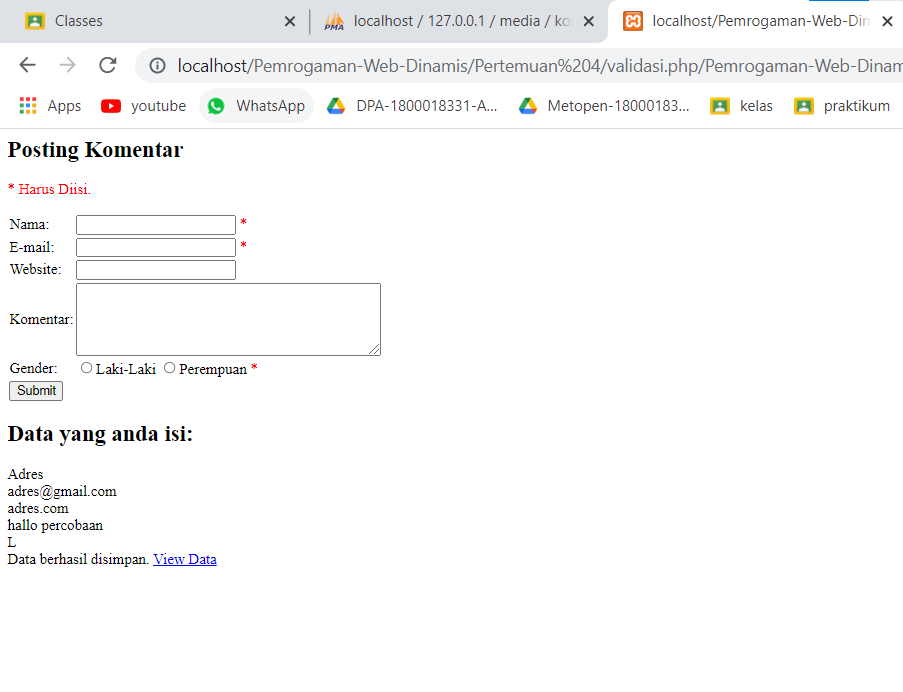 Classes
localhost / 127.0.0.1 / media / ko
localhost/Pemrogaman-Web-Din
localhost/Pemrogaman-Web-Dinamis/Pertemuan%204/validasi.php/Pemrogaman-Web-Dinam
Apps youtube WhatsApp DPA-1800018331-A... Metopen-18000183... kelas praktikum
Posting Komentar
* Harus Diisi.
Nama: *
E-mail: *
Website:
Komentar:
Gender: Laki-Laki Perempuan *
Submit
Data yang anda isi:
Adres
adres@gmail.com
adres.com
hallo percobaan
L
Data berhasil disimpan. View Data
PMA